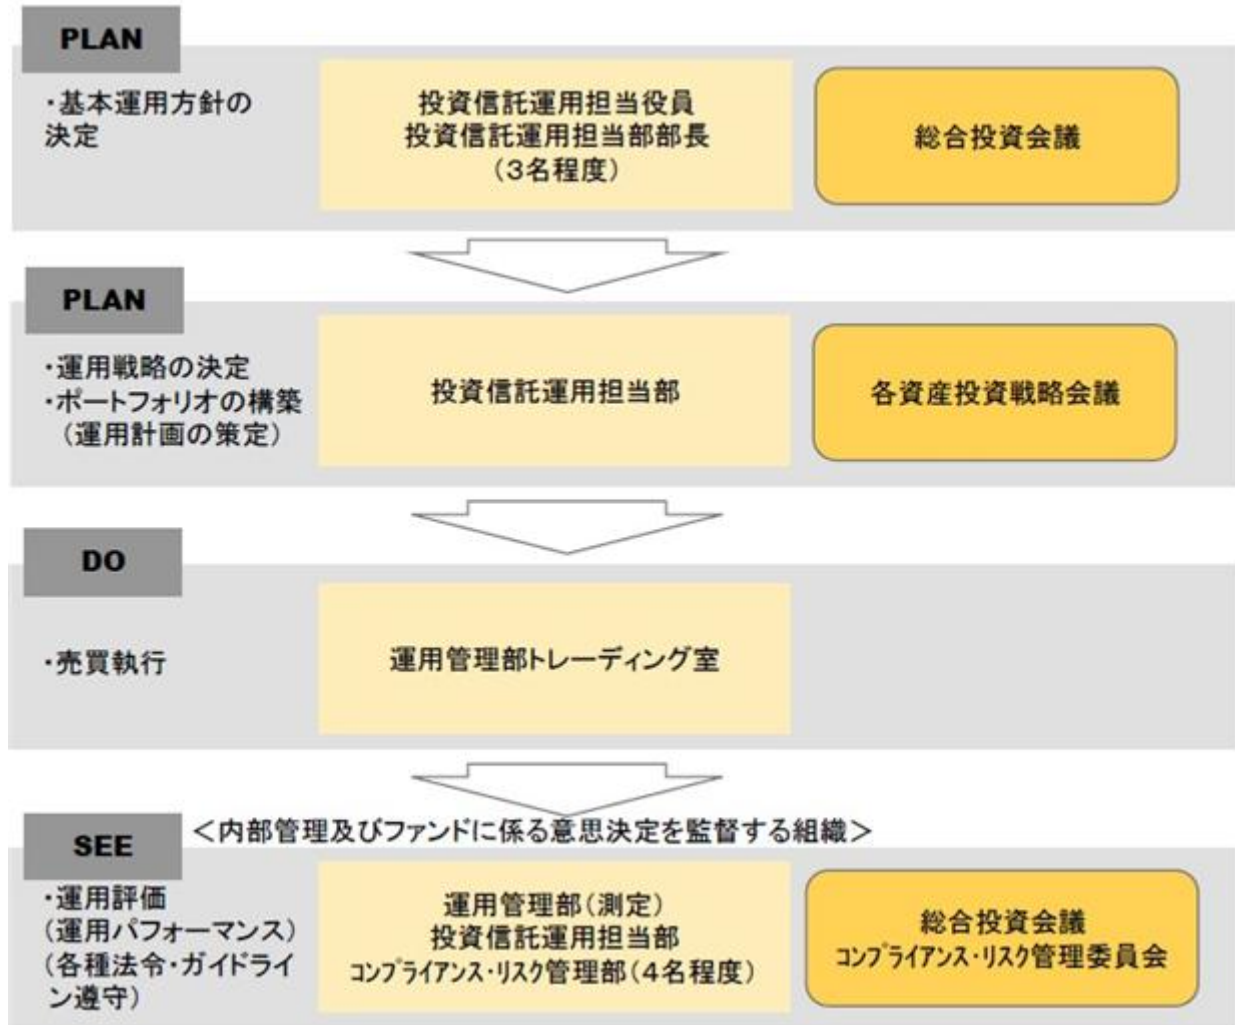 PLAN
・基本運用方針の
決定
投資信託運用担当役員
投資信託運用担当部部長
（3名程度）
総合投資会議
PLAN
・運用戦略の決定
・ポートフォリオの構築
（運用計画の策定）
投資信託運用担当部
各資産投資戦略会議
DO
・売買執行
運用管理部トレーディング室
SEE
＜内部管理及びファンドに係る意思決定を監督する組織＞
・運用評価
（運用パフォーマンス）
（各種法令・ガイドライ
ン遵守）
運用管理部（測定）
投資信託運用担当部
ｺﾝﾌﾟﾗｲｱﾝｽ・ﾘｽｸ管理部（4名程度）
総合投資会議
ｺﾝﾌﾟﾗｲｱﾝｽ・ﾘｽｸ管理委員会